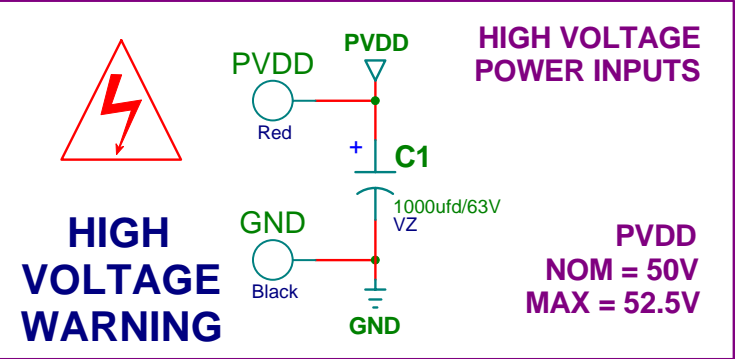 HIGH VOLTAGE
POWER INPUTS
PVDD
PVDD
Red
+
C1
1000ufd/63V
VZ
GND
Black
GND
HIGH
VOLTAGE
WARNING
PVDD
NOM = 50V
MAX = 52.5V